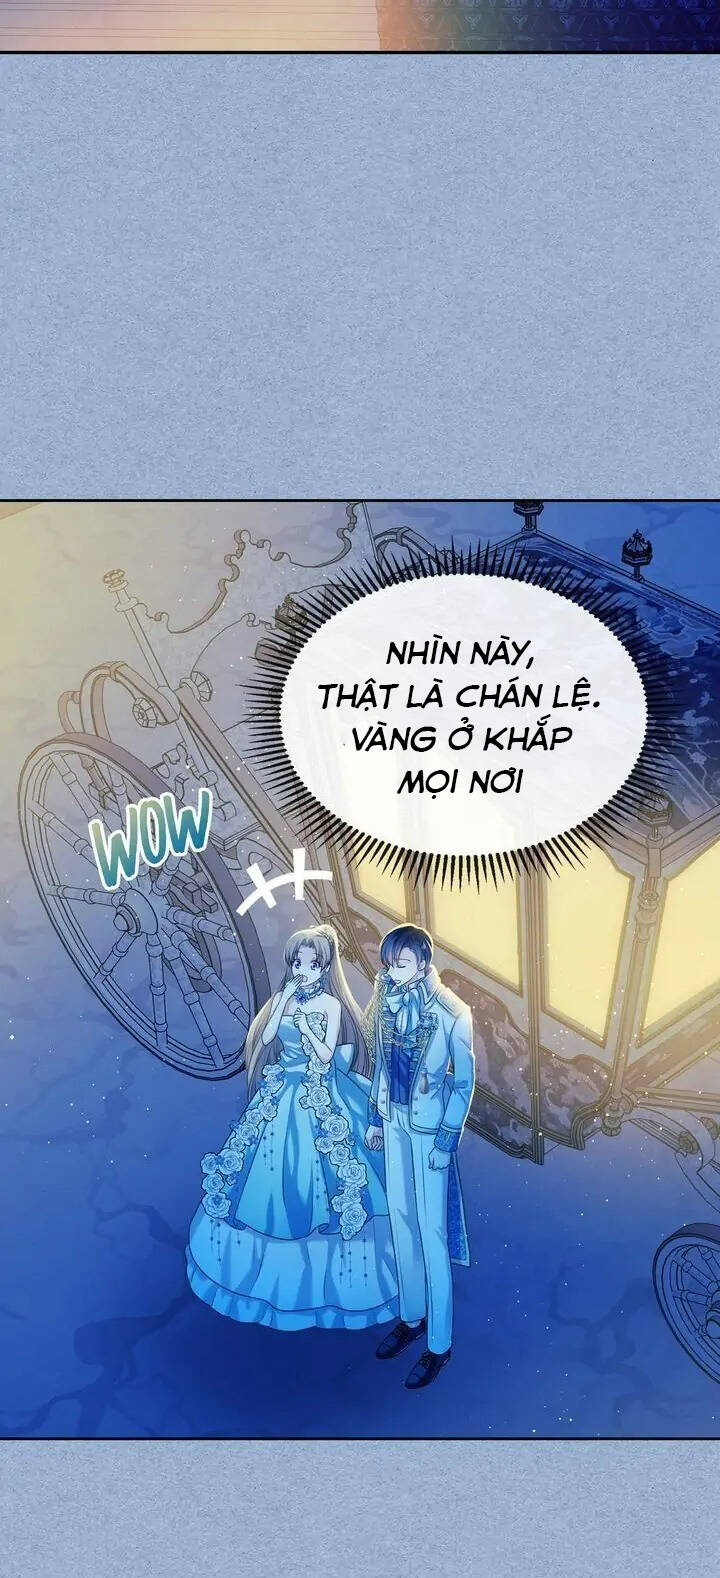 NHÌN NÀY,
THẬT LÀ CHÁN LỆ.
VÀNG Ở KHẮP
MỌI NƠI
WOW